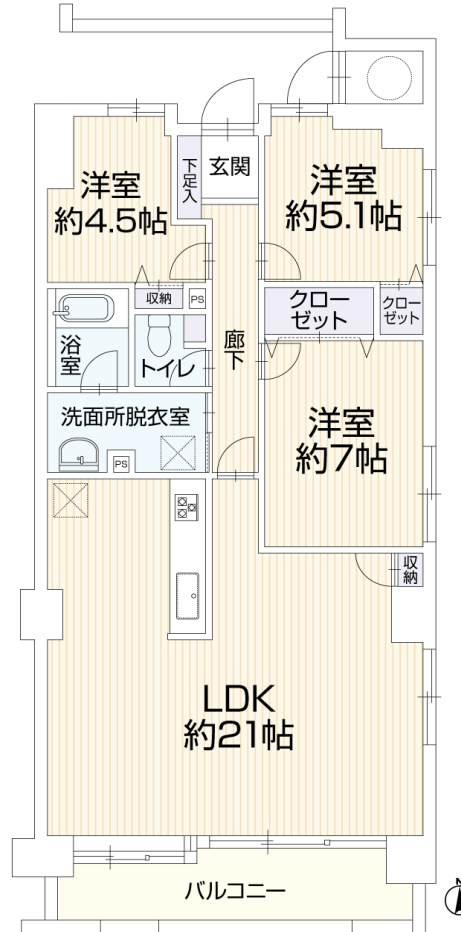 洋室
約4.5帖
下足入
玄関
洋室
約5.1帖
収納
PS
クロー
ゼット
クロー
ゼット
浴室
トイレ
廊下
洗面所脱衣室
PS
洋室
約7帖
収納
LDK
約21帖
バルコニー
N